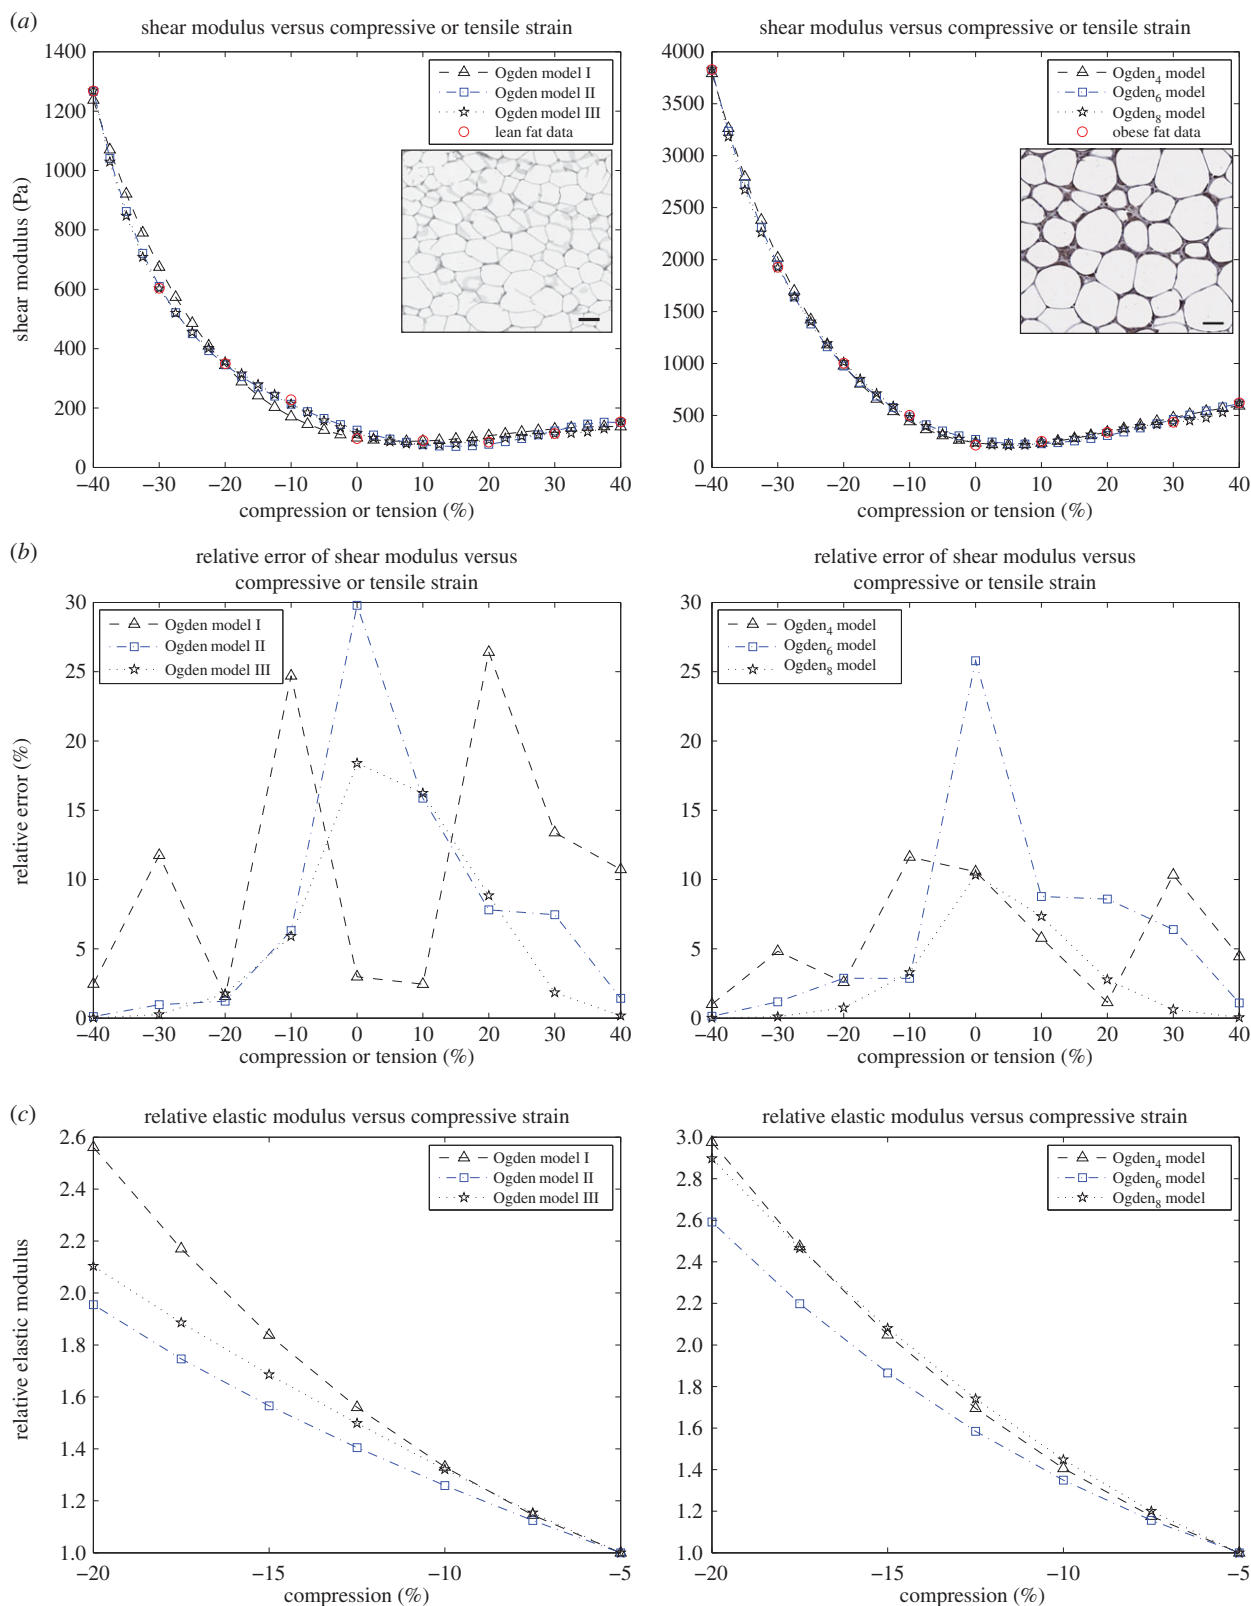 (a)
shear modulus versus compressive or tensile strain
1400
1200
1000
800
600
400
200
0
shear modulus (Pa)
Ogden model I
Ogden model II
Ogden model III
lean fat data
−40 −30 −20 −10 0 10 20 30 40
compression or tension (%)
shear modulus versus compressive or tensile strain
4000
3500
3000
2500
2000
1500
1000
500
0
Ogden4 model
Ogden6 model
Ogden8 model
obese fat data
−40 −30 −20 −10 0 10 20 30 40
compression or tension (%)
(b)
relative error of shear modulus versus
compressive or tensile strain
30
25
20
15
10
5
0
relative error (%)
Ogden model I
Ogden model II
Ogden model III
−40 −30 −20 −10 0 10 20 30 40
compression or tension (%)
relative error of shear modulus versus
compressive or tensile strain
30
25
20
15
10
5
0
Ogden4 model
Ogden6 model
Ogden8 model
−40 −30 −20 −10 0 10 20 30 40
compression or tension (%)
(c)
relative elastic modulus versus compressive strain
2.6
2.4
2.2
2.0
1.8
1.6
1.4
1.2
1.0
relative elastic modulus
Ogden model I
Ogden model II
Ogden model III
−20 −15 −10 −5
compression (%)
relative elastic modulus versus compressive strain
3.0
2.8
2.6
2.4
2.2
2.0
1.8
1.6
1.4
1.2
1.0
Ogden4 model
Ogden6 model
Ogden8 model
−20 −15 −10 −5
compression (%)